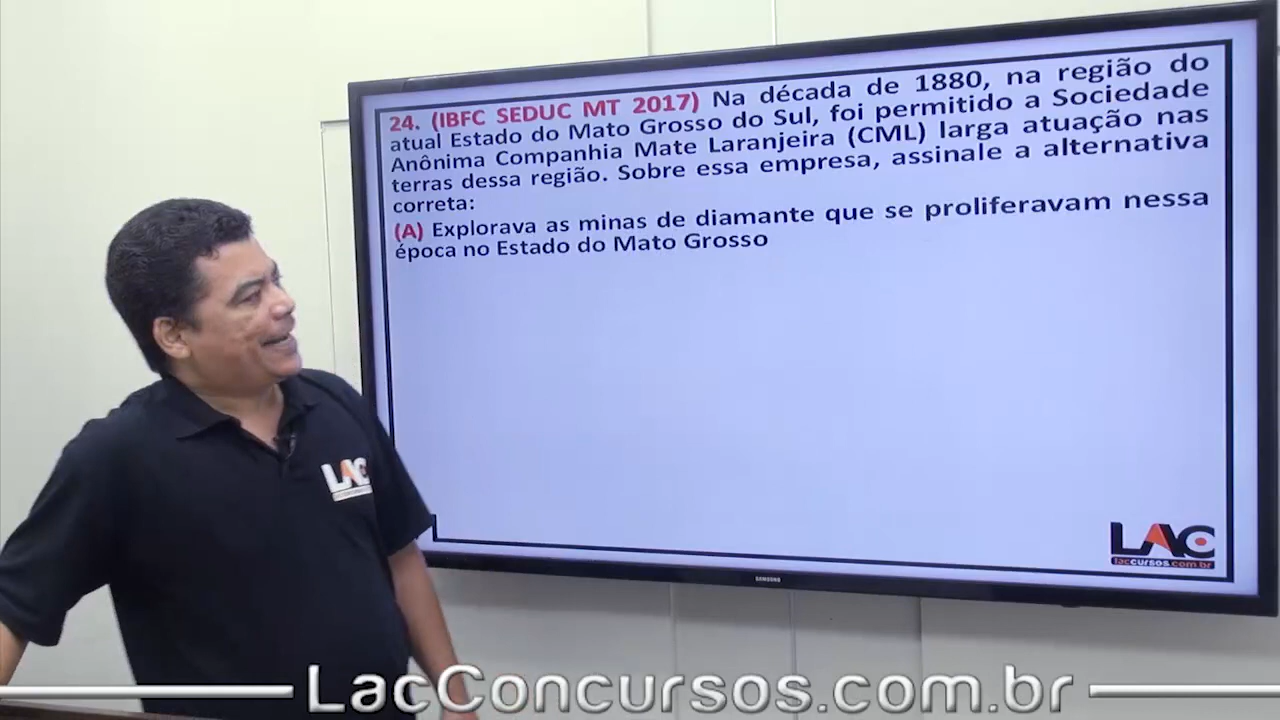 24. (IBFC SEDUC MT 2017) Na década de 1880, na região do
atual Estado do Mato Grosso do Sul, foi permitido a Sociedade
Anônima Companhia Mate Laranjeira (CML) larga atuação nas
terras dessa região. Sobre essa empresa, assinale a alternativa
correta:
(A) Explorava as minas de diamante que se proliferavam nessa
época no Estado do Mato Grosso
LAC
LAC
laccursos.com.br
SAMSUNG
LacConcursos.com.br